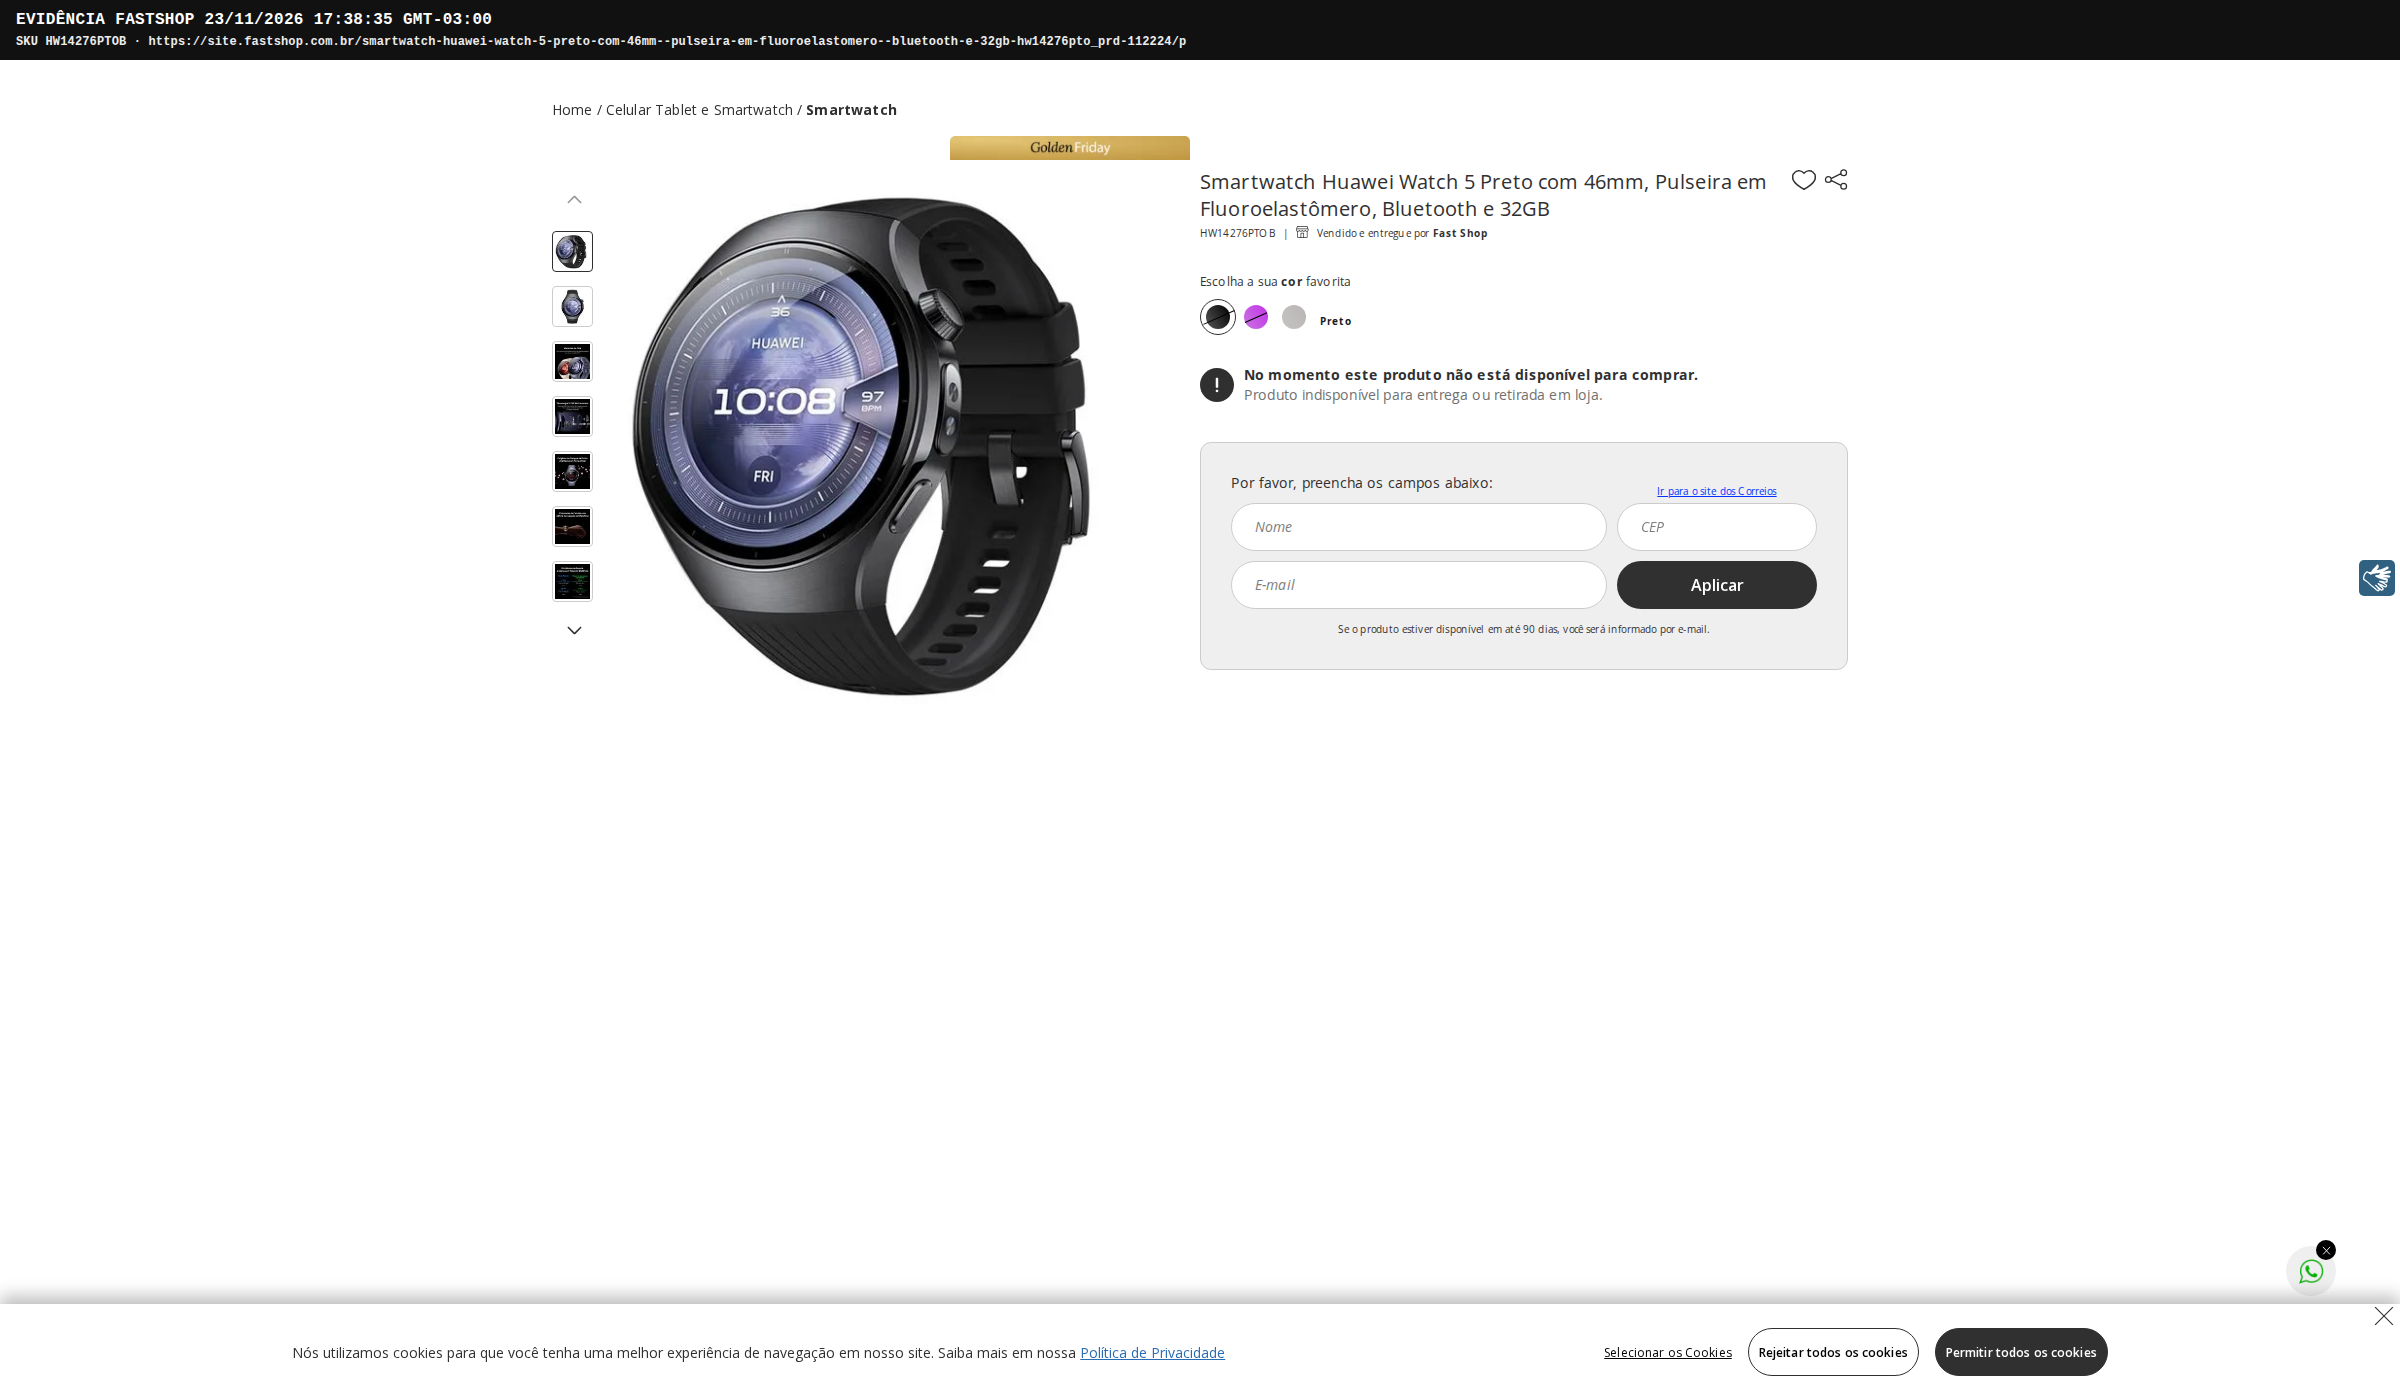 EVIDÊNCIA FASTSHOP 23/11/2026 17:38:35 GMT-03:00
SKU HW14276PTOB · https://site.fastshop.com.br/smartwatch-huawei-watch-5-preto-com-46mm--pulseira-em-fluoroelastomero--bluetooth-e-32gb-hw14276pto_prd-112224/p
Home / Celular Tablet e Smartwatch / Smartwatch
Golden Friday
Smartwatch Huawei Watch 5 Preto com 46mm, Pulseira em
Fluoroelastômero, Bluetooth e 32GB
HW14276PTOB | Vendido e entregue por Fast Shop
36
HUAWEI
10:08
97
BPM
FRI
Escolha a sua cor favorita
Preto
No momento este produto não está disponível para comprar.
Produto indisponível para entrega ou retirada em loja.
Por favor, preencha os campos abaixo:
Ir para o site dos Correios
Nome
CEP
E-mail
Aplicar
Se o produto estiver disponível em até 90 dias, você será informado por e-mail.
Nós utilizamos cookies para que você tenha uma melhor experiência de navegação em nosso site. Saiba mais em nossa Política de Privacidade
Selecionar os Cookies
Rejeitar todos os cookies
Permitir todos os cookies